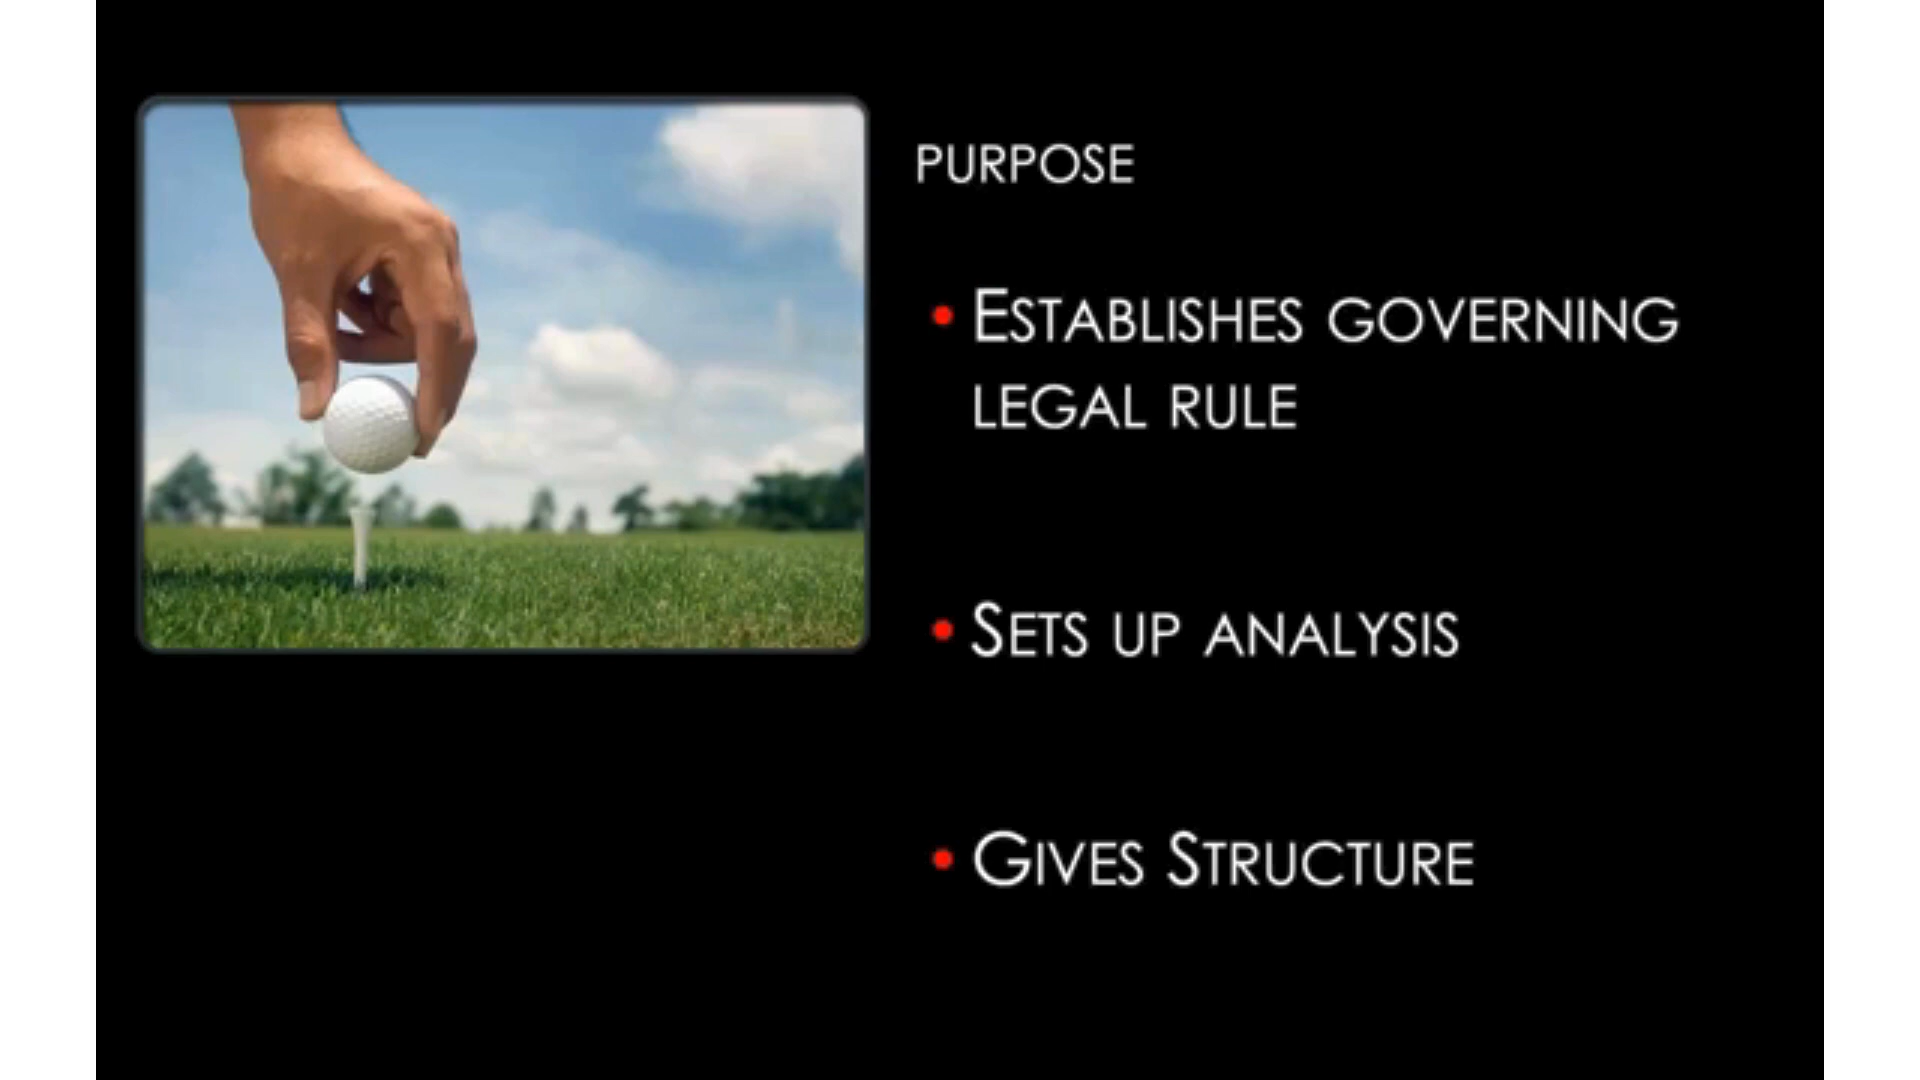 PURPOSE
• ESTABLISHES GOVERNING
LEGAL RULE
• SETS UP ANALYSIS
• GIVES STRUCTURE